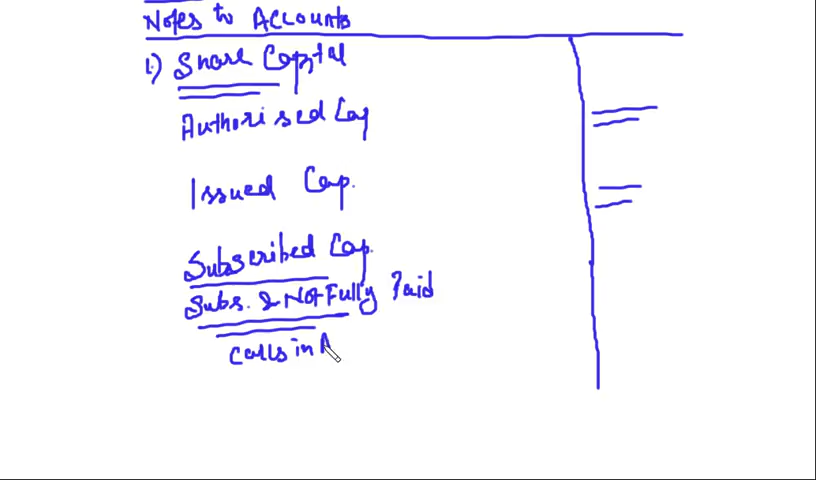 Notes to Accounts
1) Share Capital
Authorised Cap
Issued Cap.
Subscribed Cap.
Subs. & Not Fully Paid
Calls in A